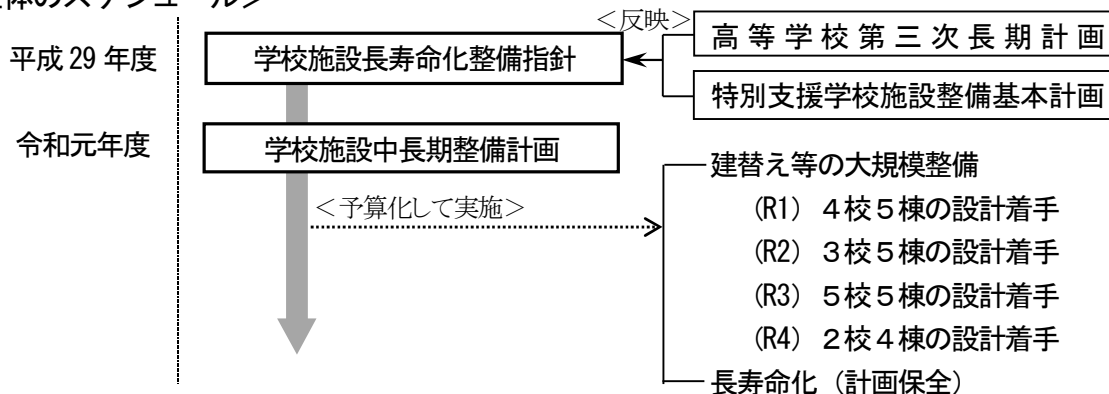 体のスケジュール＞
＜反映＞
高等学校第三次長期計画
平成29年度
学校施設長寿命化整備指針
特別支援学校施設整備基本計画
令和元年度
学校施設中長期整備計画
建替え等の大規模整備
＜予算化して実施＞
(R1) ４校５棟の設計着手
(R2) ３校５棟の設計着手
(R3) ５校５棟の設計着手
(R4) ２校４棟の設計着手
長寿命化（計画保全）